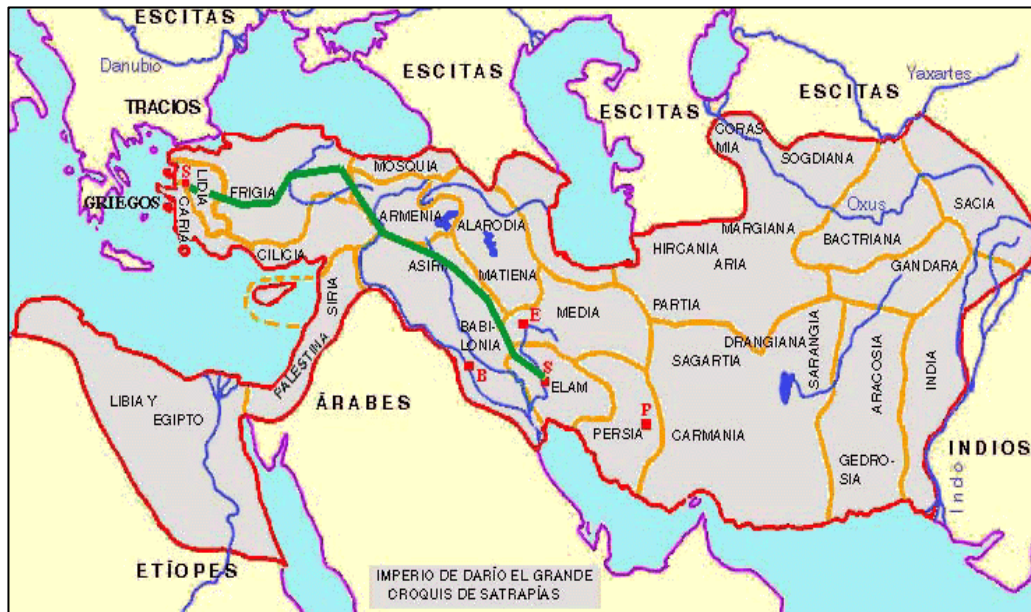 ESCITAS
ESCITAS
Danubio
ESCITAS
ESCITAS
ESCITAS
Yaxartes
TRACIOS
CORAS
MIA
SOGDIANA
MOSQUIA
S
LIDIA
FRIGIA
GRIEGOS
CARIA
ARMENIA
ALARODIA
Oxus
SACIA
MARGIANA
HIRCANIA
ARIA
BACTRIANA
CILICIA
ASIRI
MATIENA
GANDARA
SIRIA
MEDIA
PARTIA
E
BABI-
LONIA
DRANGIANA
SARANGIA
SAGARTIA
PALESTINA
B
S
ELAM
ARACOSIA
INDIA
LIBIA Y
EGIPTO
ÁRABES
P
PERSIA
CARMANIA
INDIOS
GEDRO-
SIA
Indo
ETÍOPES
IMPERIO DE DARÍO EL GRANDE
CROQUIS DE SATRAPÍAS